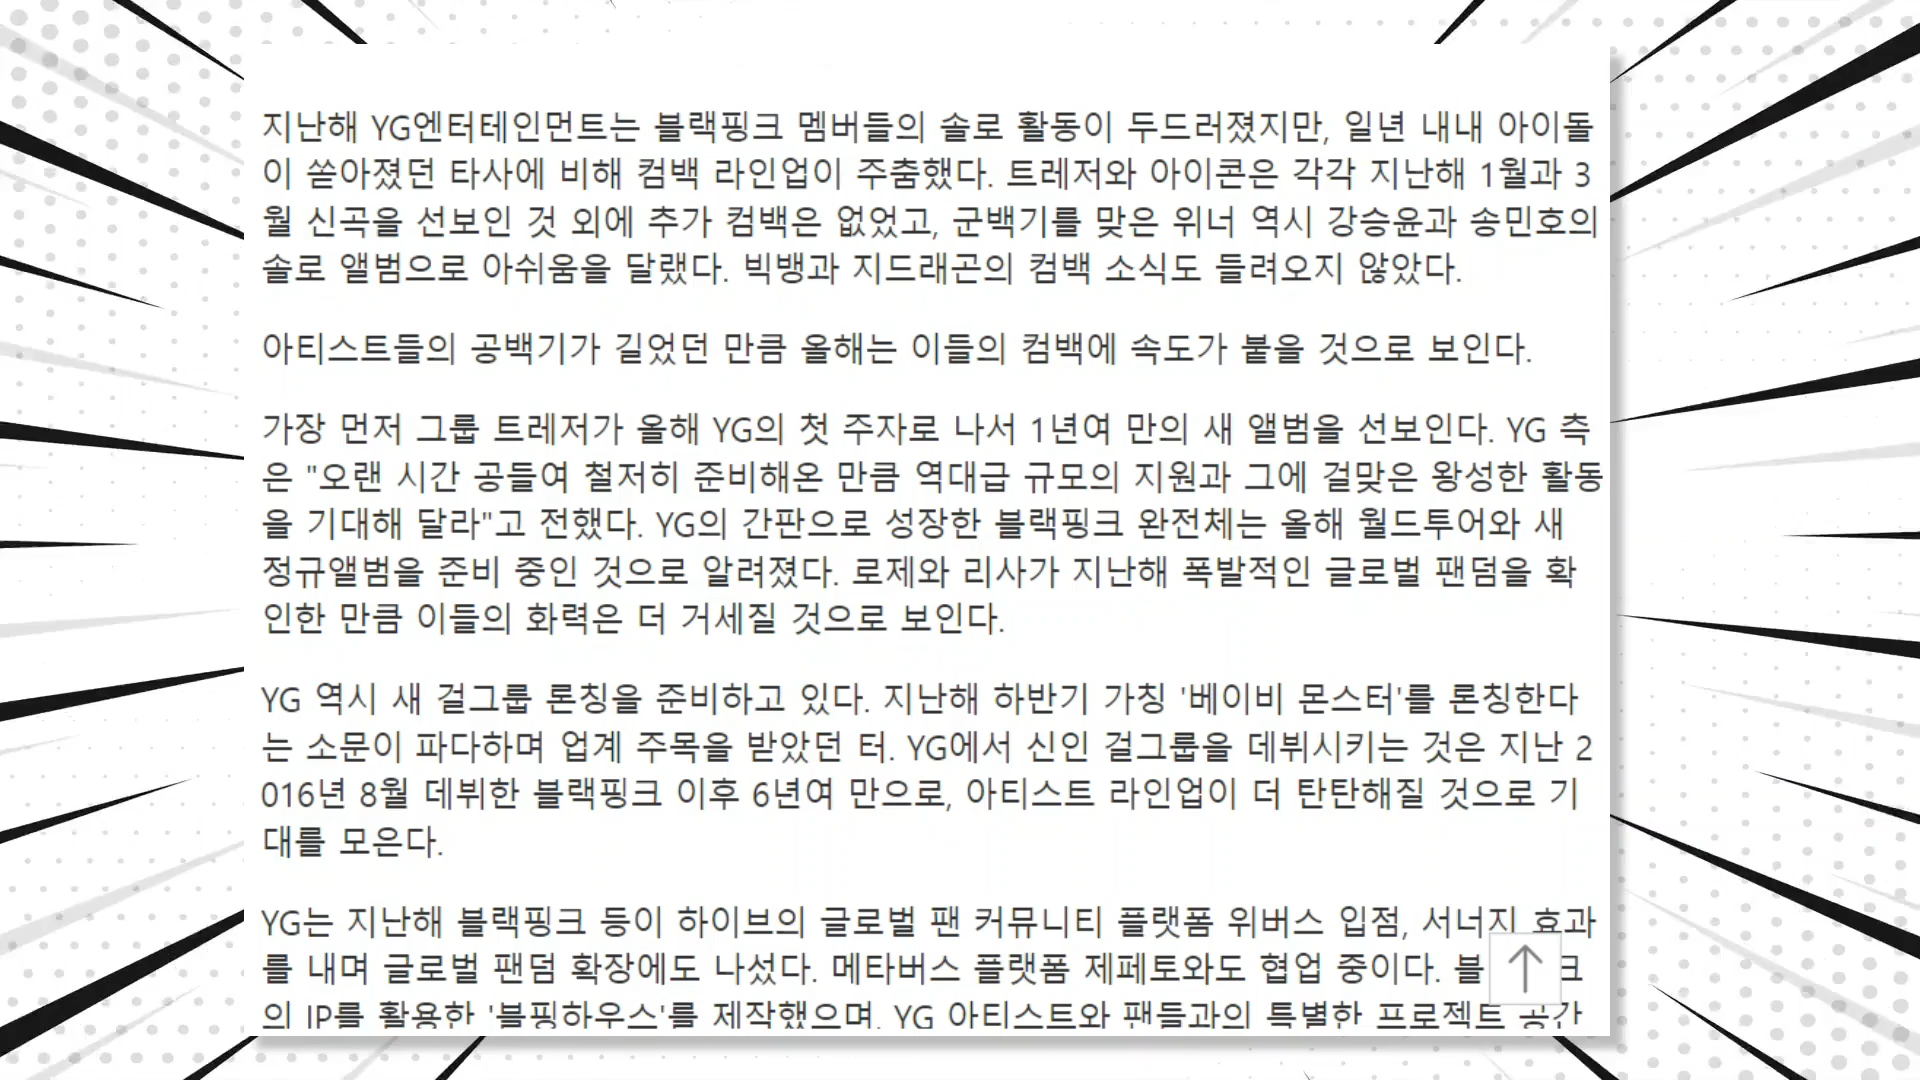 지난해 YG엔터테인먼트는 블랙핑크 멤버들의 솔로 활동이 두드러졌지만, 일년 내내 아이돌
이 쏟아졌던 타사에 비해 컴백 라인업이 주춤했다. 트레저와 아이콘은 각각 지난해 1월과 3
월 신곡을 선보인 것 외에 추가 컴백은 없었고, 군백기를 맞은 위너 역시 강승윤과 송민호의
솔로 앨범으로 아쉬움을 달랬다. 빅뱅과 지드래곤의 컴백 소식도 들려오지 않았다.
아티스트들의 공백기가 길었던 만큼 올해는 이들의 컴백에 속도가 붙을 것으로 보인다.
가장 먼저 그룹 트레저가 올해 YG의 첫 주자로 나서 1년여 만의 새 앨범을 선보인다. YG 측
은 "오랜 시간 공들여 철저히 준비해온 만큼 역대급 규모의 지원과 그에 걸맞은 왕성한 활동
을 기대해 달라"고 전했다. YG의 간판으로 성장한 블랙핑크 완전체는 올해 월드투어와 새
정규앨범을 준비 중인 것으로 알려졌다. 로제와 리사가 지난해 폭발적인 글로벌 팬덤을 확
인한 만큼 이들의 화력은 더 거세질 것으로 보인다.
YG 역시 새 걸그룹 론칭을 준비하고 있다. 지난해 하반기 가칭 '베이비 몬스터'를 론칭한다
는 소문이 파다하며 업계 주목을 받았던 터. YG에서 신인 걸그룹을 데뷔시키는 것은 지난 2
016년 8월 데뷔한 블랙핑크 이후 6년여 만으로, 아티스트 라인업이 더 탄탄해질 것으로 기
대를 모은다.
YG는 지난해 블랙핑크 등이 하이브의 글로벌 팬 커뮤니티 플랫폼 위버스 입점, 서너지 효과
를 내며 글로벌 팬덤 확장에도 나섰다. 메타버스 플랫폼 제페토와도 협업 중이다.
의 IP를 활용한 '블핑하우스'를 제작했으며, YG 아티스트와 팬들과의 특별한 프로젝트 공간